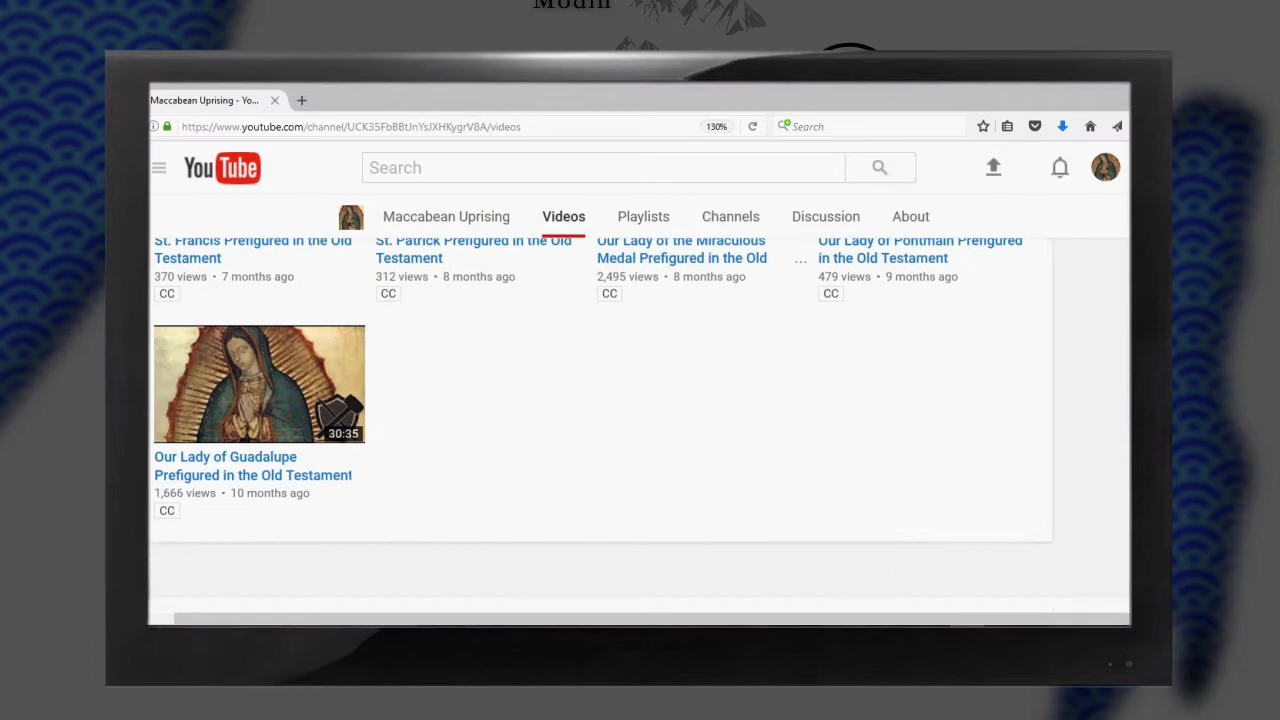 Modin
Maccabean Uprising - Yo...
https://www.youtube.com/channel/UCK35FbBBtJnYsJXHKygrV8A/videos
130%
Search
YouTube
Search
Maccabean Uprising
Videos
Playlists
Channels
Discussion
About
St. Francis Prefigured in the Old
Testament
370 views • 7 months ago
CC
St. Patrick Prefigured in the Old
Testament
312 views • 8 months ago
CC
Our Lady of the Miraculous
Medal Prefigured in the Old
...
2,495 views • 8 months ago
CC
Our Lady of Pontmain Prefigured
in the Old Testament
479 views • 9 months ago
CC
30:35
Our Lady of Guadalupe
Prefigured in the Old Testament
1,666 views • 10 months ago
CC